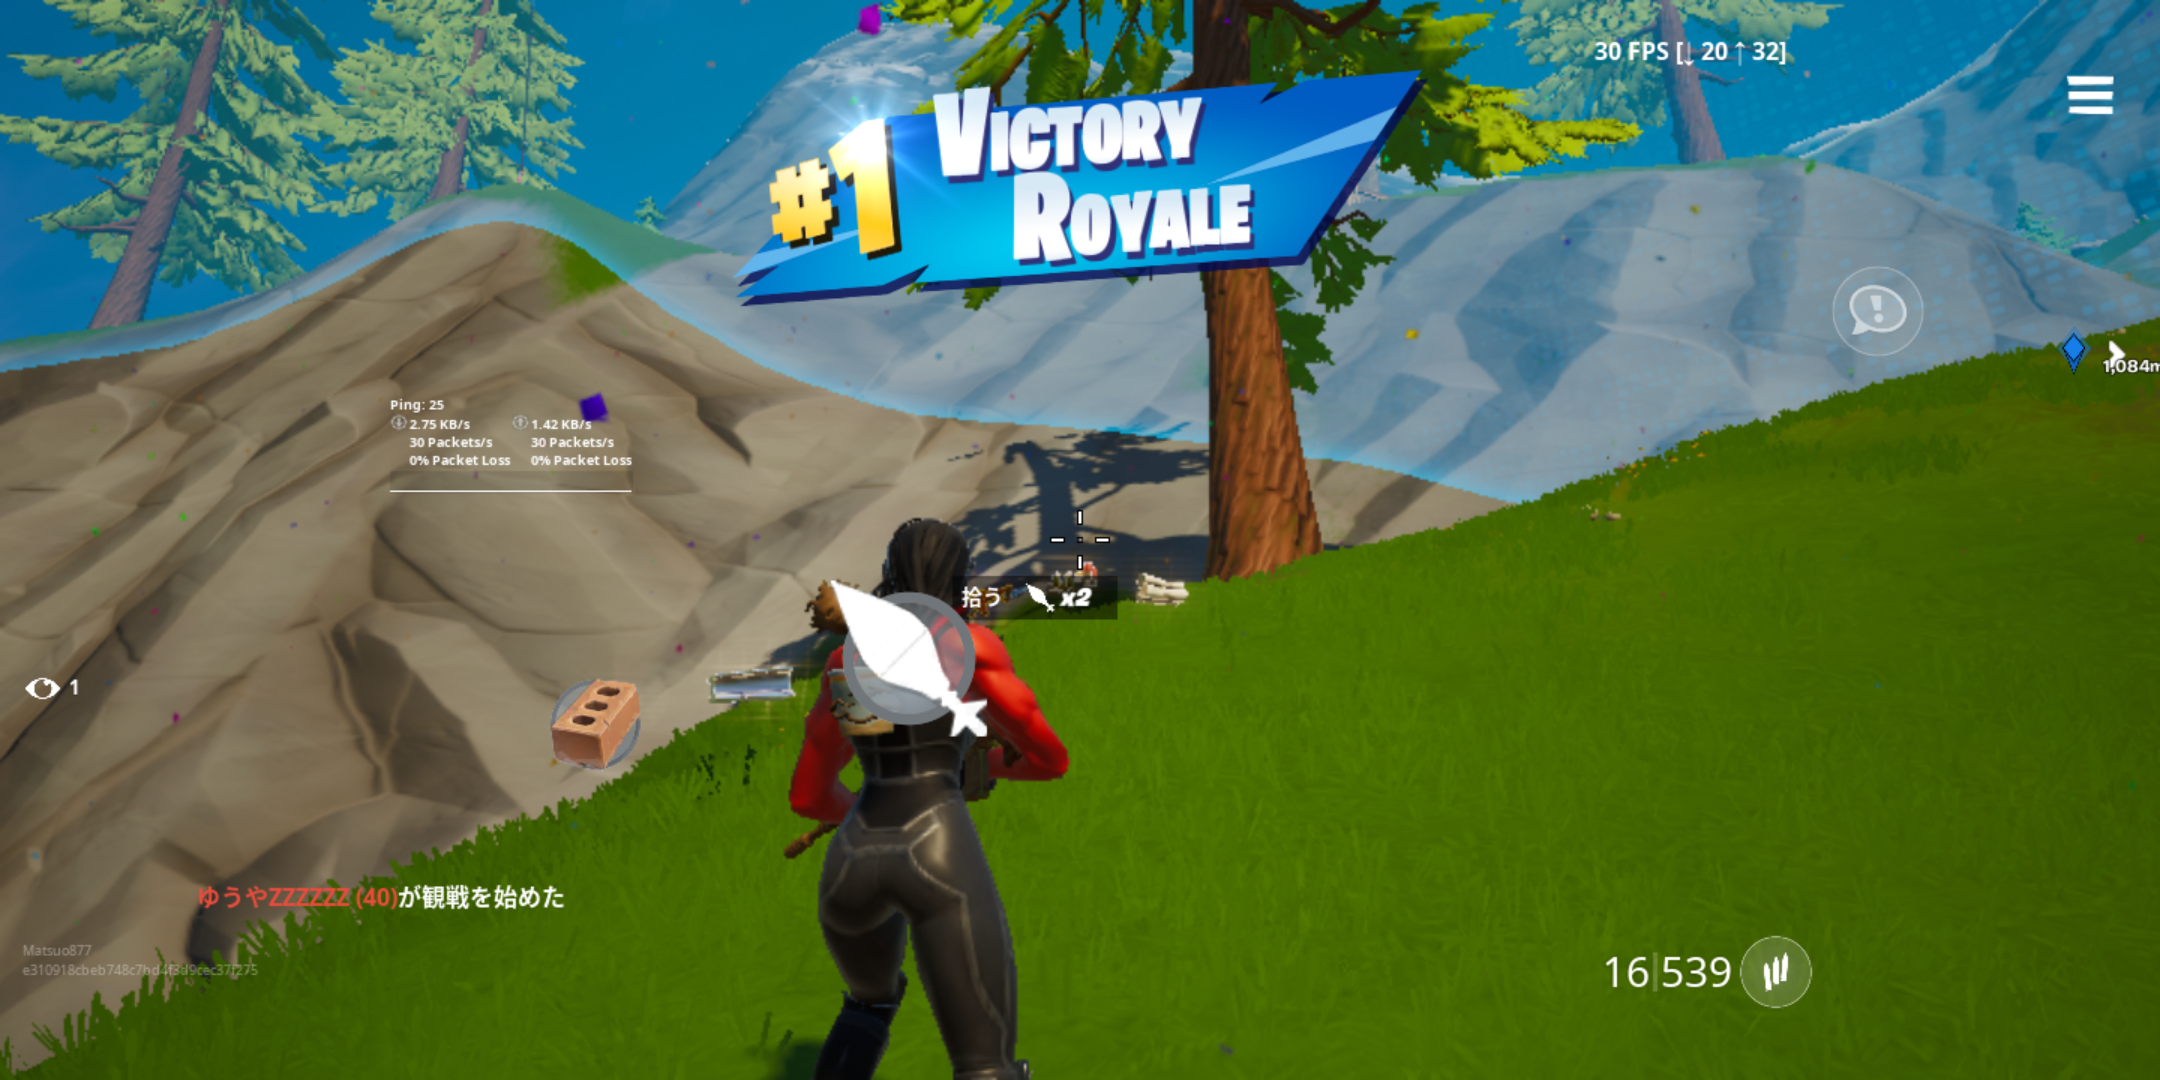 30 FPS [↓ 20 ↑ 32]
#1 VICTORY
ROYALE
1,084m
Ping: 25
2.75 KB/s 1.42 KB/s
30 Packets/s 30 Packets/s
0% Packet Loss 0% Packet Loss
拾う x2
1
ゆうやZZZZZZ (40)が観戦を始めた
Matsuo877
16|539